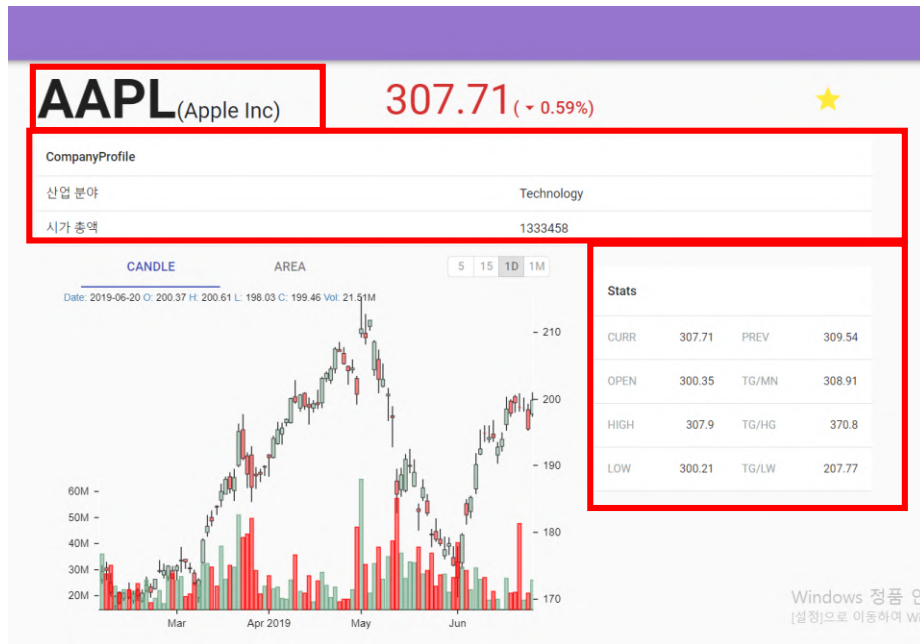 AAPL(Apple Inc) 307.71 ( 0.59%)
CompanyProfile
산업 분야 Technology
시가 총액 1333458
CANDLE AREA 5 15 1D 1M
Date: 2019-06-20 O: 200.37 H: 200.61 L: 198.03 C: 199.46 Vol: 21.51M
210
200
190
180
170
60M
50M
40M
30M
20M
Mar Apr 2019 May Jun
Stats
CURR 307.71 PREV 309.54
OPEN 300.35 TG/MN 308.91
HIGH 307.9 TG/HG 370.8
LOW 300.21 TG/LW 207.77
Windows 정품
[설정]으로 이동하여